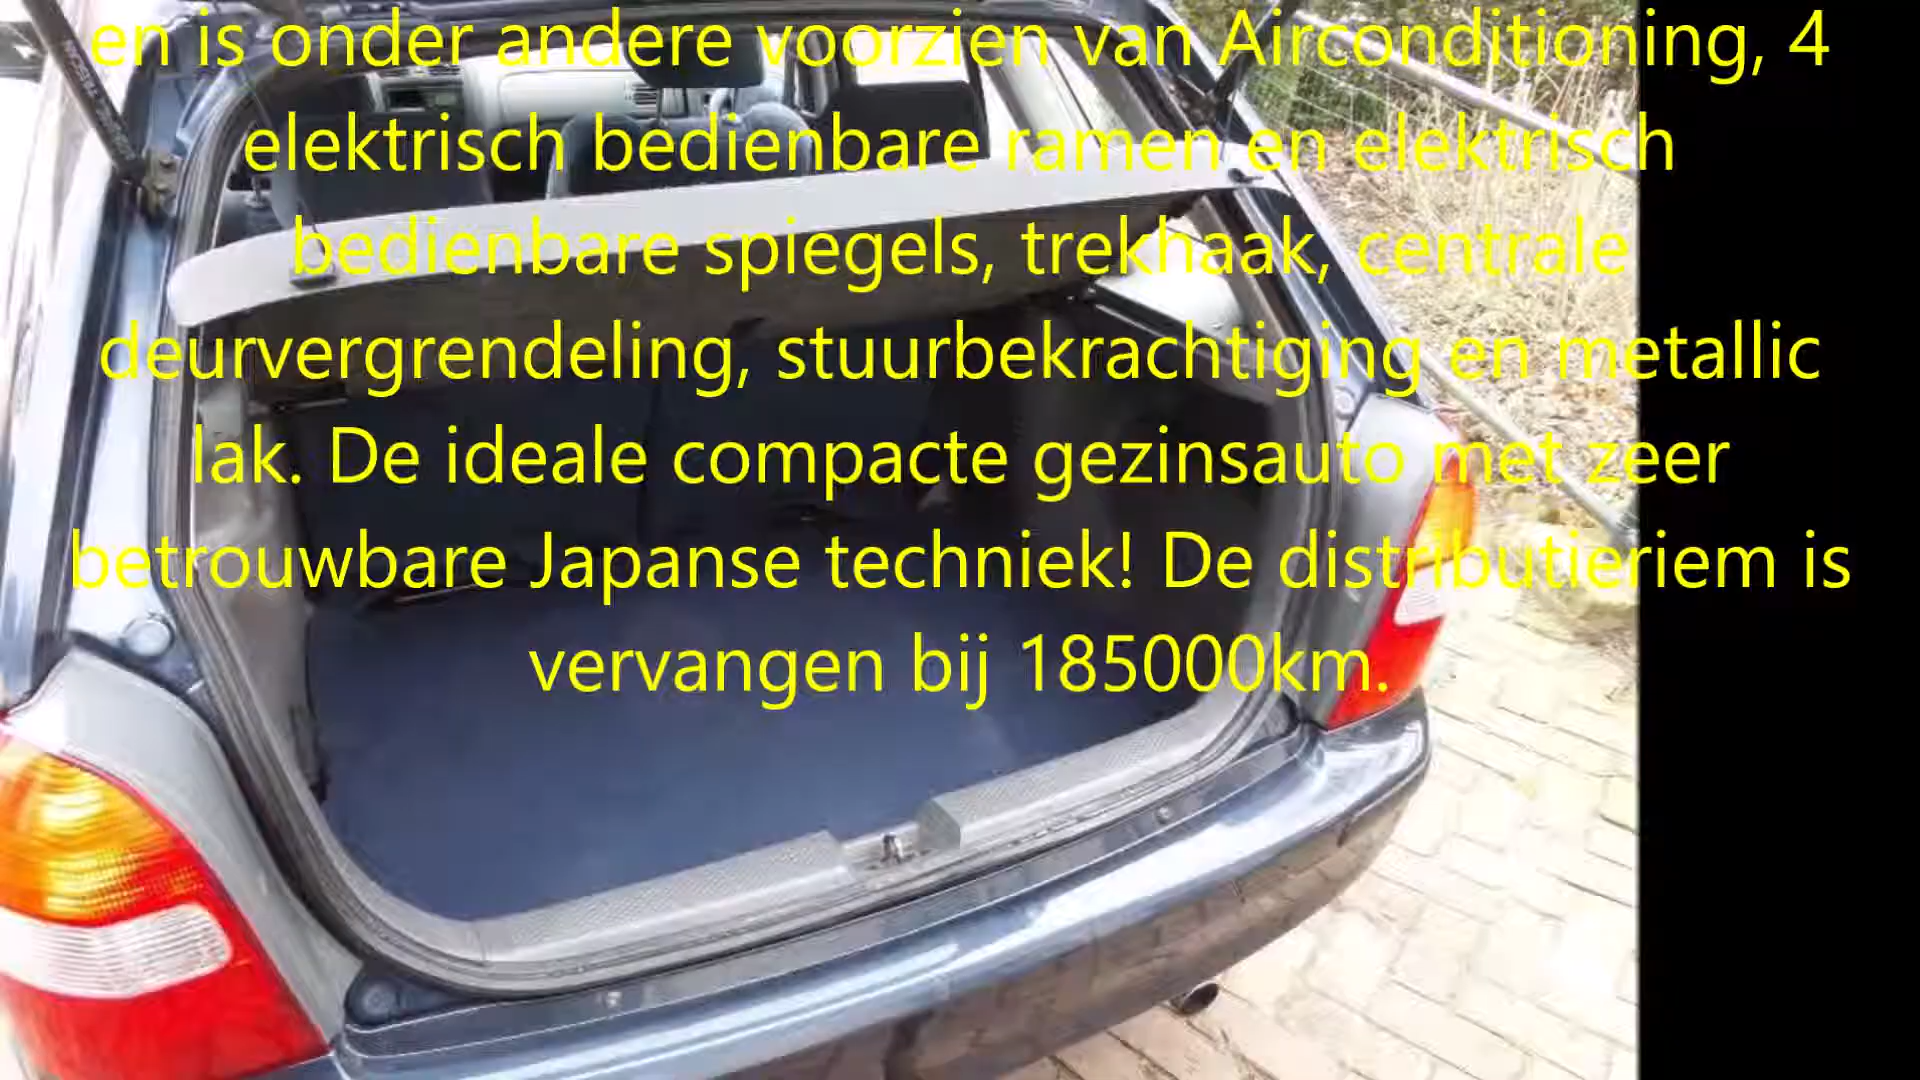 en is onder andere voorzien van Airconditioning, 4
elektrisch bedienbare ramen en elektrisch
bedienbare spiegels, trekhaak, centrale
deurvergrendeling, stuurbekrachtiging en metallic
lak. De ideale compacte gezinsauto met zeer
betrouwbare Japanse techniek! De distributieriem is
vervangen bij 185000km.